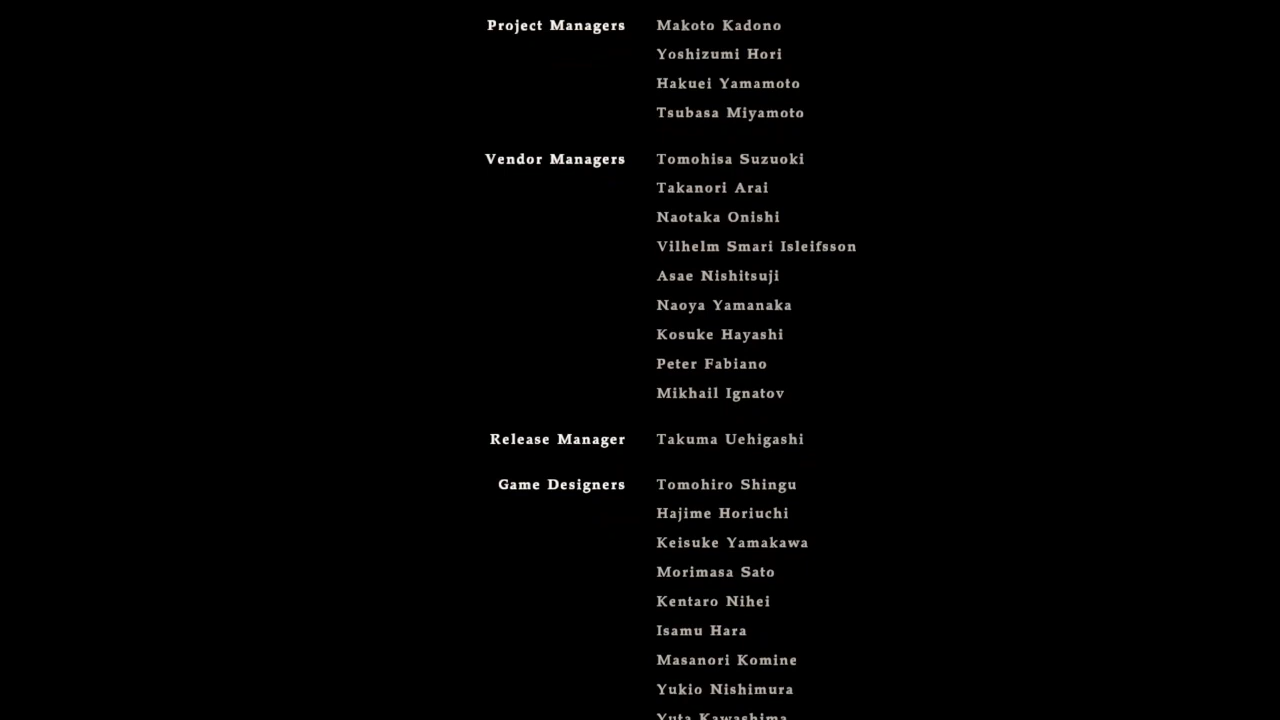 Project Managers Makoto Kadono
Yoshizumi Hori
Hakuei Yamamoto
Tsubasa Miyamoto
Vendor Managers Tomohisa Suzuoki
Takanori Arai
Naotaka Onishi
Vilhelm Smari Isleifsson
Asae Nishitsuji
Naoya Yamanaka
Kosuke Hayashi
Peter Fabiano
Mikhail Ignatov
Release Manager Takuma Uehigashi
Game Designers Tomohiro Shingu
Hajime Horiuchi
Keisuke Yamakawa
Morimasa Sato
Kentaro Nihei
Isamu Hara
Masanori Komine
Yukio Nishimura
Yuta Kawashima